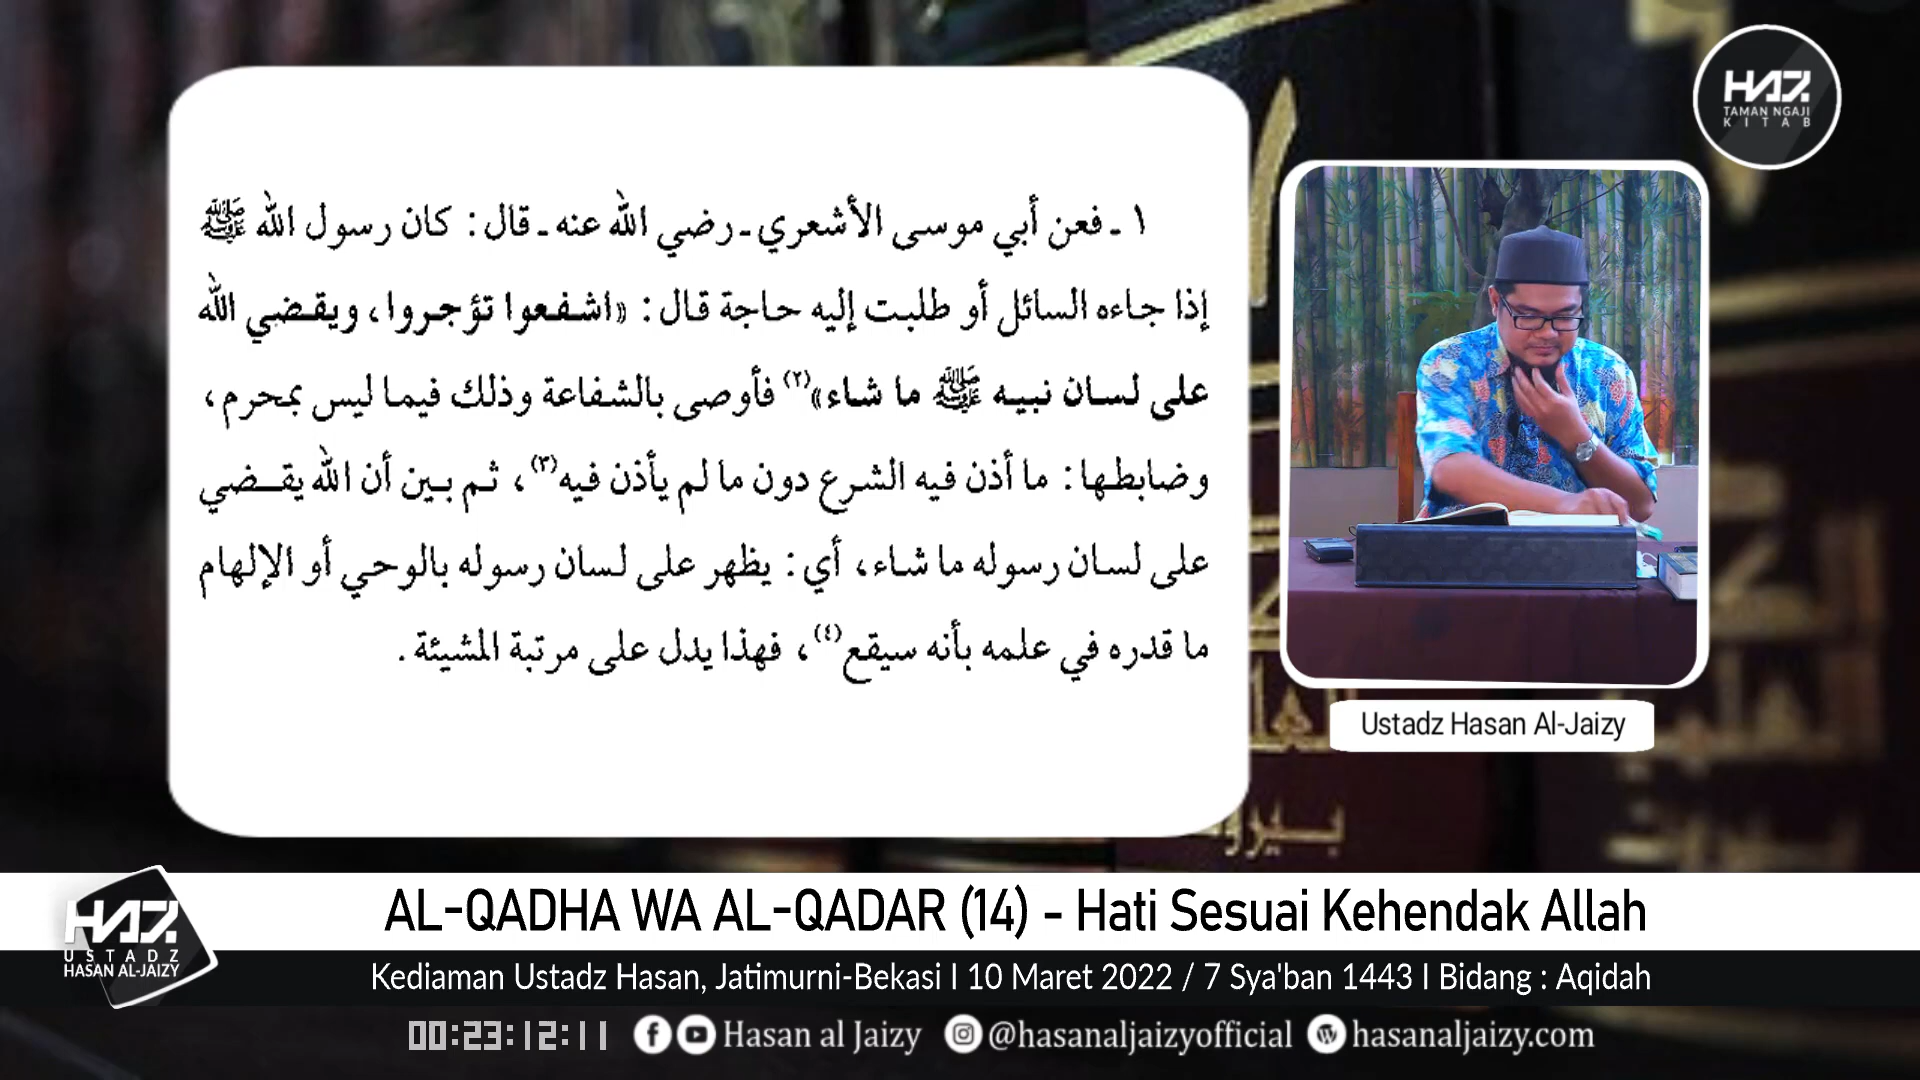 HAZ
TAMAN NGAJI
KITAB
١ ـ فعن أبي موسى الأشعري ـ رضي الله عنه ـ قال : كان رسول الله ﷺ
إذا جاءه السائل أو طلبت إليه حاجة قال : «اشفعوا تؤجروا، ويقضي الله
على لسان نبيه ﷺ ما شاء»(٢) فأوصى بالشفاعة وذلك فيما ليس بمحرم،
وضابطها : ما أذن فيه الشرع دون ما لم يأذن فيه(٣)، ثم بين أن الله يقضي
على لسان رسوله ما شاء، أي : يظهر على لسان رسوله بالوحي أو الإلهام
ما قدره في علمه بأنه سيقع(٤)، فهذا يدل على مرتبة المشيئة .
Ustadz Hasan Al-Jaizy
بيرو
HAZ
USTADZ
HASAN AL-JAIZY
AL-QADHA WA AL-QADAR (14) - Hati Sesuai Kehendak Allah
Kediaman Ustadz Hasan, Jatimurni-Bekasi I 10 Maret 2022 / 7 Sya'ban 1443 I Bidang : Aqidah
00:23:12:11 Hasan al Jaizy @hasanaljaizyofficial hasanaljaizy.com